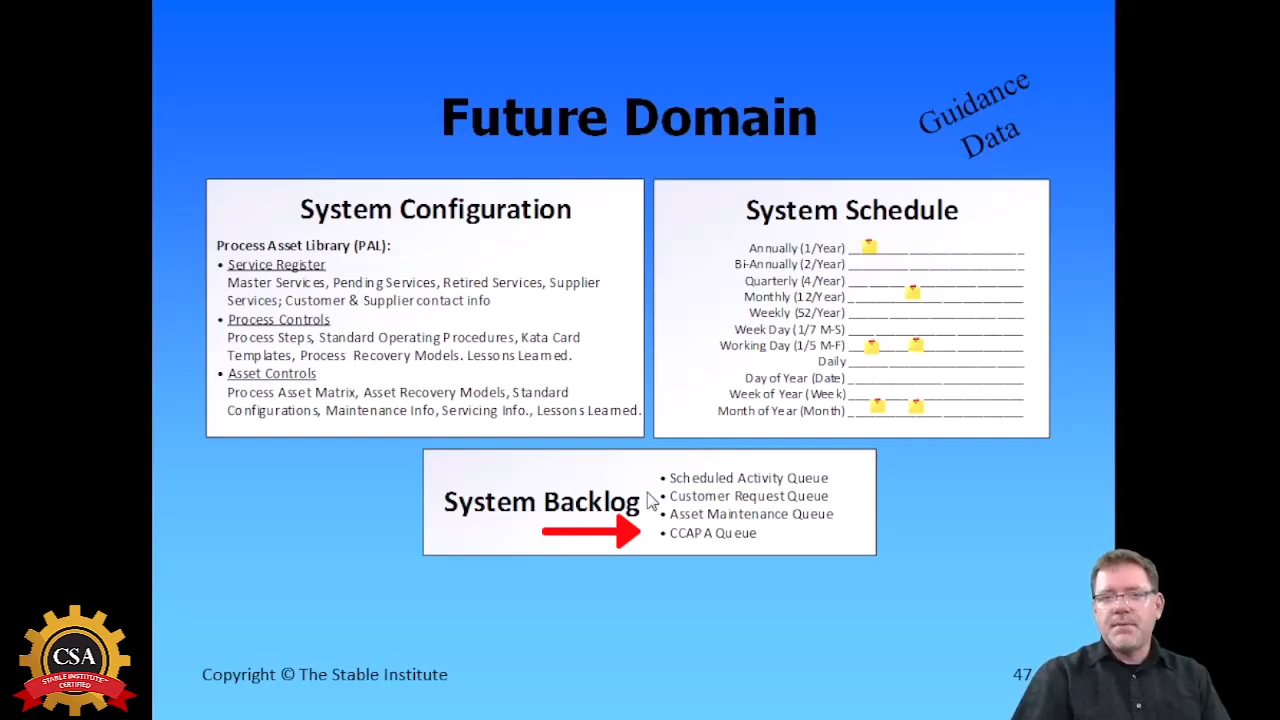 Future Domain
Guidance
Data
System Configuration
Process Asset Library (PAL):
• Service Register
Master Services, Pending Services, Retired Services, Supplier
Services; Customer & Supplier contact info
• Process Controls
Process Steps, Standard Operating Procedures, Kata Card
Templates, Process Recovery Models. Lessons Learned.
• Asset Controls
Process Asset Matrix, Asset Recovery Models, Standard
Configurations, Maintenance Info, Servicing Info., Lessons Learned.
System Schedule
Annually (1/Year)
Bi-Annually (2/Year)
Quarterly (4/Year)
Monthly (12/Year)
Weekly (52/Year)
Week Day (1/7 M-S)
Working Day (1/5 M-F)
Daily
Day of Year (Date)
Week of Year (Week)
Month of Year (Month)
System Backlog
• Scheduled Activity Queue
• Customer Request Queue
• Asset Maintenance Queue
• CCAPA Queue
CSA
STABLE INSTITUTE™
CERTIFIED
Copyright © The Stable Institute
47